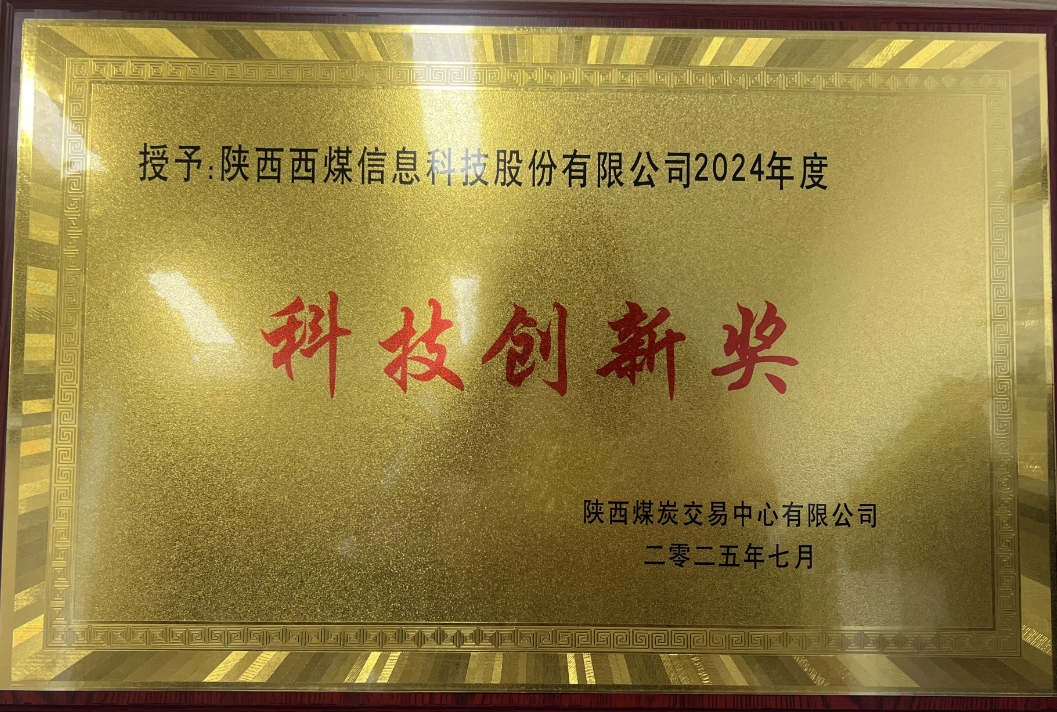 授予:陕西西煤信息科技股份有限公司2024年度
科技创新奖
陕西煤炭交易中心有限公司
二零二五年七月